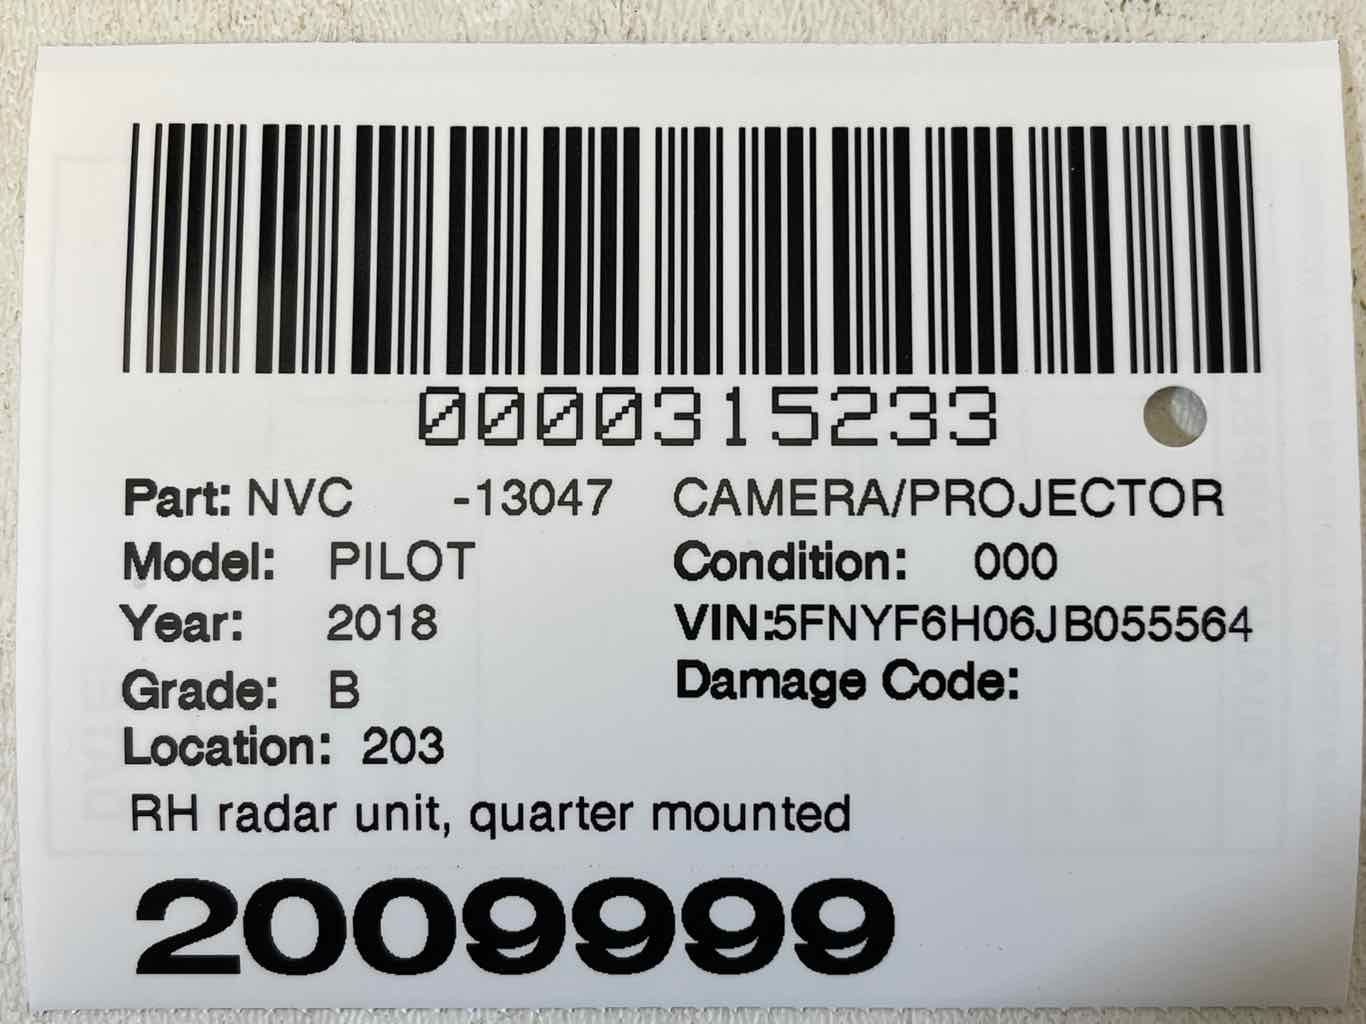 0000315233
Part: NVC -13047 CAMERA/PROJECTOR
Model: PILOT Condition: 000
Year: 2018 VIN:5FNYF6H06JB055564
Grade: B Damage Code:
Location: 203
RH radar unit, quarter mounted
2009999